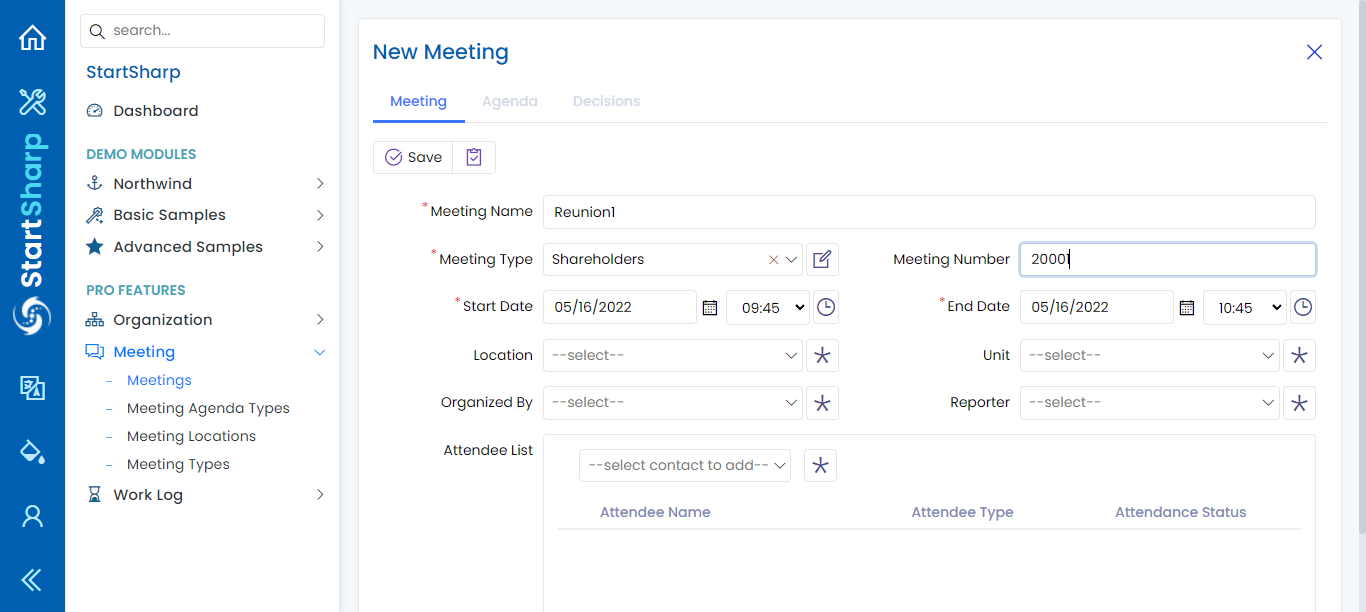 search...
StartSharp
StartSharp
Dashboard
DEMO MODULES
Northwind
Basic Samples
Advanced Samples
PRO FEATURES
Organization
Meeting
Meetings
Meeting Agenda Types
Meeting Locations
Meeting Types
Work Log
New Meeting
Meeting Agenda Decisions
Save
*Meeting Name Reunion1
*Meeting Type Shareholders Meeting Number 20001
*Start Date 05/16/2022 09:45 *End Date 05/16/2022 10:45
Location --select-- Unit --select--
Organized By --select-- Reporter --select--
Attendee List --select contact to add--
Attendee Name Attendee Type Attendance Status